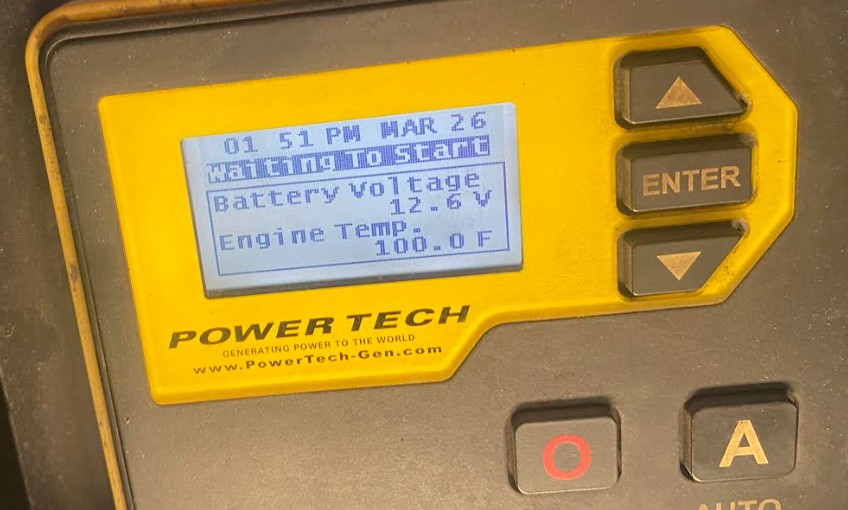 01 51 PM MAR 26
Waiting To Start
Battery Voltage
12.6 V
Engine Temp.
100.0 F
ENTER
POWER TECH
GENERATING POWER TO THE WORLD
www.PowerTech-Gen.com
O
A
AUTO